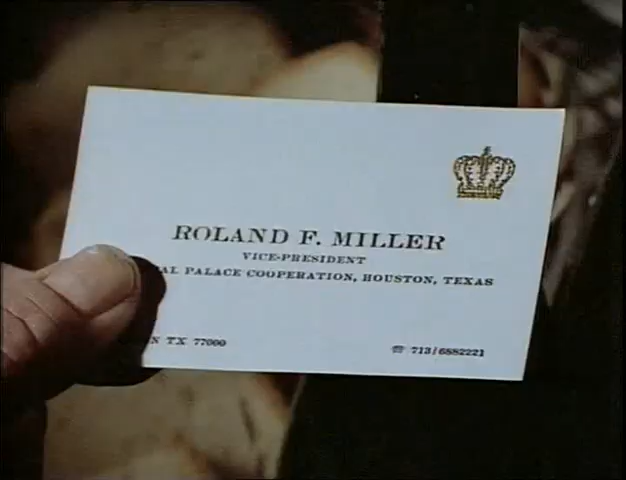 ROLAND F. MILLER
VICE-PRESIDENT
PALACE COOPERATION, HOUSTON, TEXAS
TX 77000
☎ 713/6882221